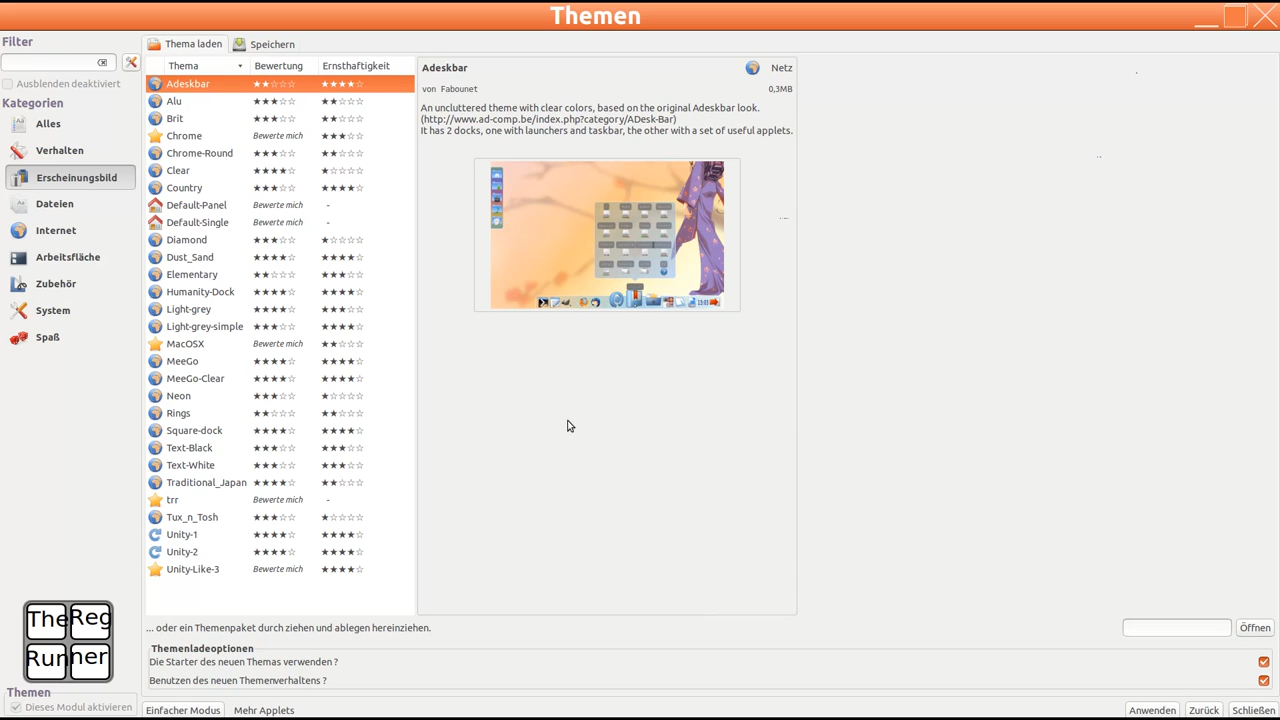 Themen
Filter
Ausblenden deaktiviert
Kategorien
Alles
Verhalten
Erscheinungsbild
Dateien
Internet
Arbeitsfläche
Zubehör
System
Spaß
The Reg
Run ner
Themen
Dieses Modul aktivieren
Thema laden Speichern
Thema Bewertung Ernsthaftigkeit
Adeskbar ★★☆☆☆ ★★★★☆
Alu ★★★☆☆ ★★☆☆☆
Brit ★★★☆☆ ★★☆☆☆
Chrome Bewerte mich ★★★☆☆
Chrome-Round ★★★☆☆ ★★☆☆☆
Clear ★★★★☆ ★☆☆☆☆
Country ★★★☆☆ ★★★★☆
Default-Panel Bewerte mich -
Default-Single Bewerte mich -
Diamond ★★★☆☆ ★☆☆☆☆
Dust_Sand ★★★★☆ ★★★★☆
Elementary ★★★☆☆ ★★★☆☆
Humanity-Dock ★★★★☆ ★★★★☆
Light-grey ★★★☆☆ ★★★★☆
Light-grey-simple ★★★☆☆ ★★★★☆
MacOSX Bewerte mich ★★☆☆☆
MeeGo ★★★★☆ ★★★★☆
MeeGo-Clear ★★★★☆ ★★★★☆
Neon ★★★☆☆ ★☆☆☆☆
Rings ★★☆☆☆ ★★☆☆☆
Square-dock ★★★★☆ ★★★★☆
Text-Black ★★★☆☆ ★★★☆☆
Text-White ★★★☆☆ ★★★☆☆
Traditional_Japan ★★★★☆ ★★☆☆☆
trr Bewerte mich -
Tux_n_Tosh ★★★☆☆ ★☆☆☆☆
Unity-1 ★★★★☆ ★★★★☆
Unity-2 ★★★★☆ ★★★★☆
Unity-Like-3 Bewerte mich ★★★★☆
Adeskbar Netz
von Fabounet 0,3MB
An uncluttered theme with clear colors, based on the original Adeskbar look.
(http://www.ad-comp.be/index.php?category/ADesk-Bar)
It has 2 docks, one with launchers and taskbar, the other with a set of useful applets.
... oder ein Themenpaket durch ziehen und ablegen hereinziehen.
Öffnen
Themenladeoptionen
Die Starter des neuen Themas verwenden ?
Benutzen des neuen Themenverhaltens ?
Einfacher Modus Mehr Applets Anwenden Zurück Schließen